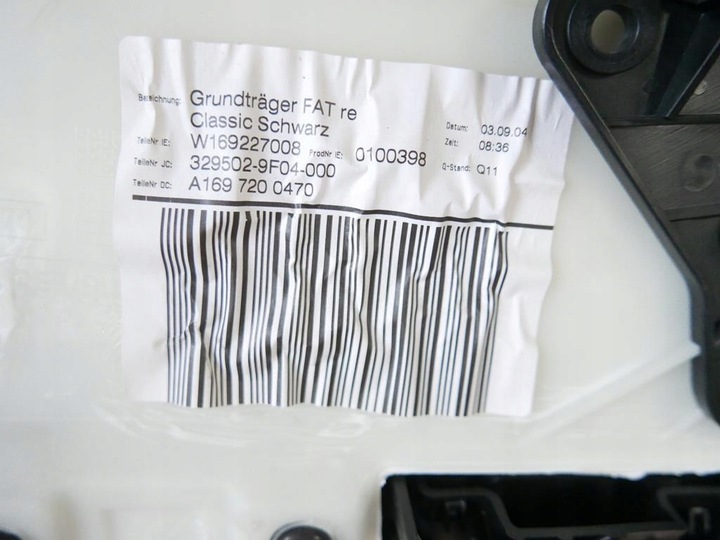 Bezeichnung: Grundträger FAT re
Classic Schwarz
Datum: 03.09.04
TeileNr IE: W169227008 ProdNr IE: 0100398 Zeit: 08:36
TeileNr JC: 329502-9F04-000 Q-Stand: Q11
TeileNr DC: A169 720 0470